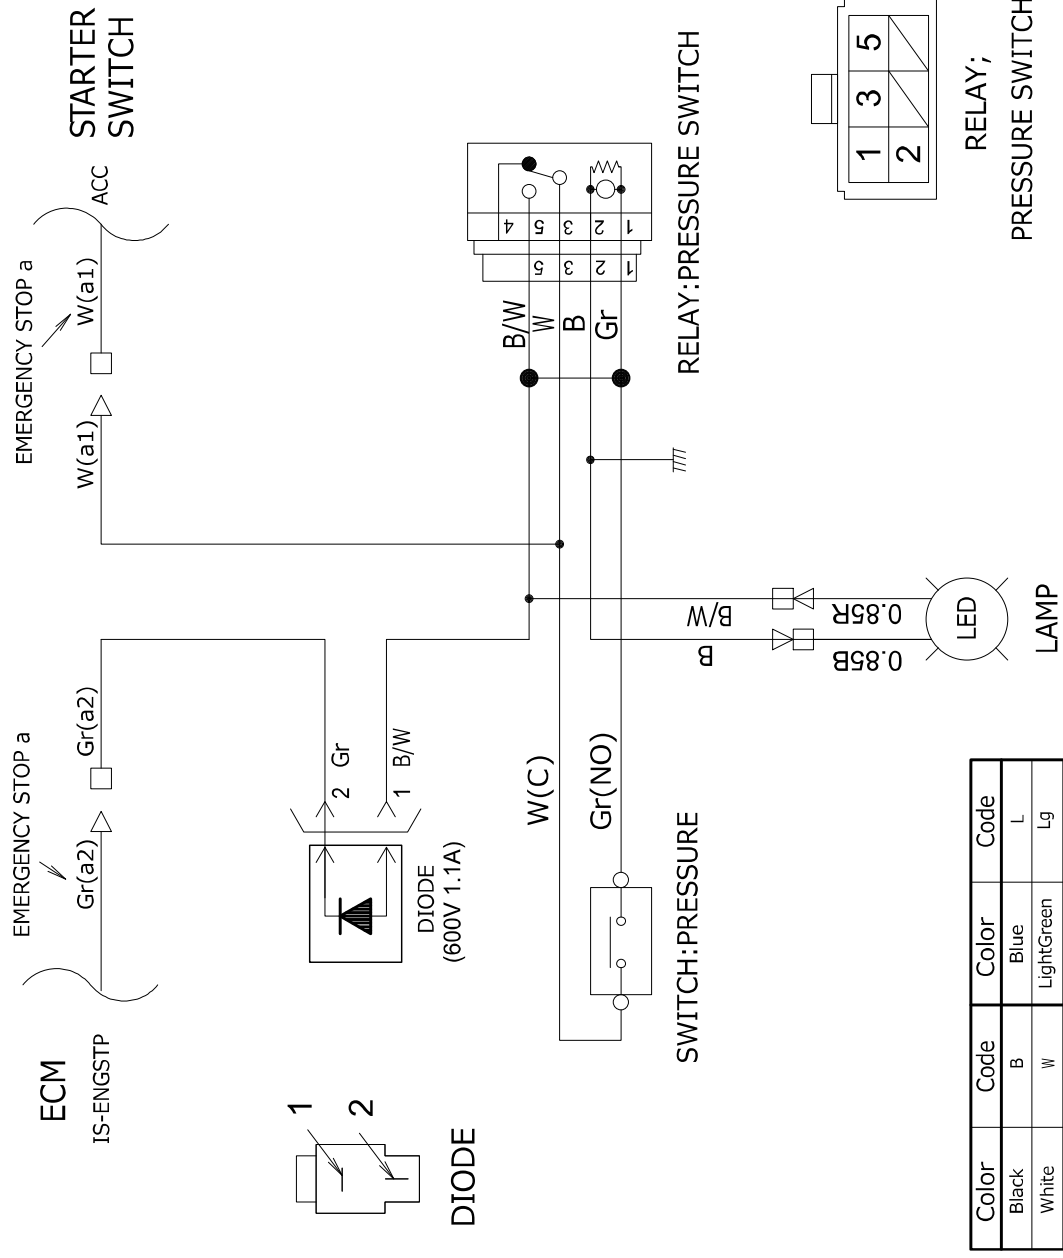 STARTER
SWITCH
ACC
EMERGENCY STOP a
W(a1)
W(a1)
EMERGENCY STOP a
Gr(a2)
Gr(a2)
ECM
IS-ENGSTP
4
5
3
2
1
5
3
2
1
B/W
W
B
Gr
RELAY:PRESSURE SWITCH
1
3
5
2
RELAY;
PRESSURE SWITCH
2
Gr
1
B/W
DIODE
(600V 1.1A)
W(C)
Gr(NO)
SWITCH:PRESSURE
B/W
B
0.85R
0.85B
LED
LAMP
1
2
DIODE
Color Code Color Code
Black B Blue L
White W LightGreen Lg